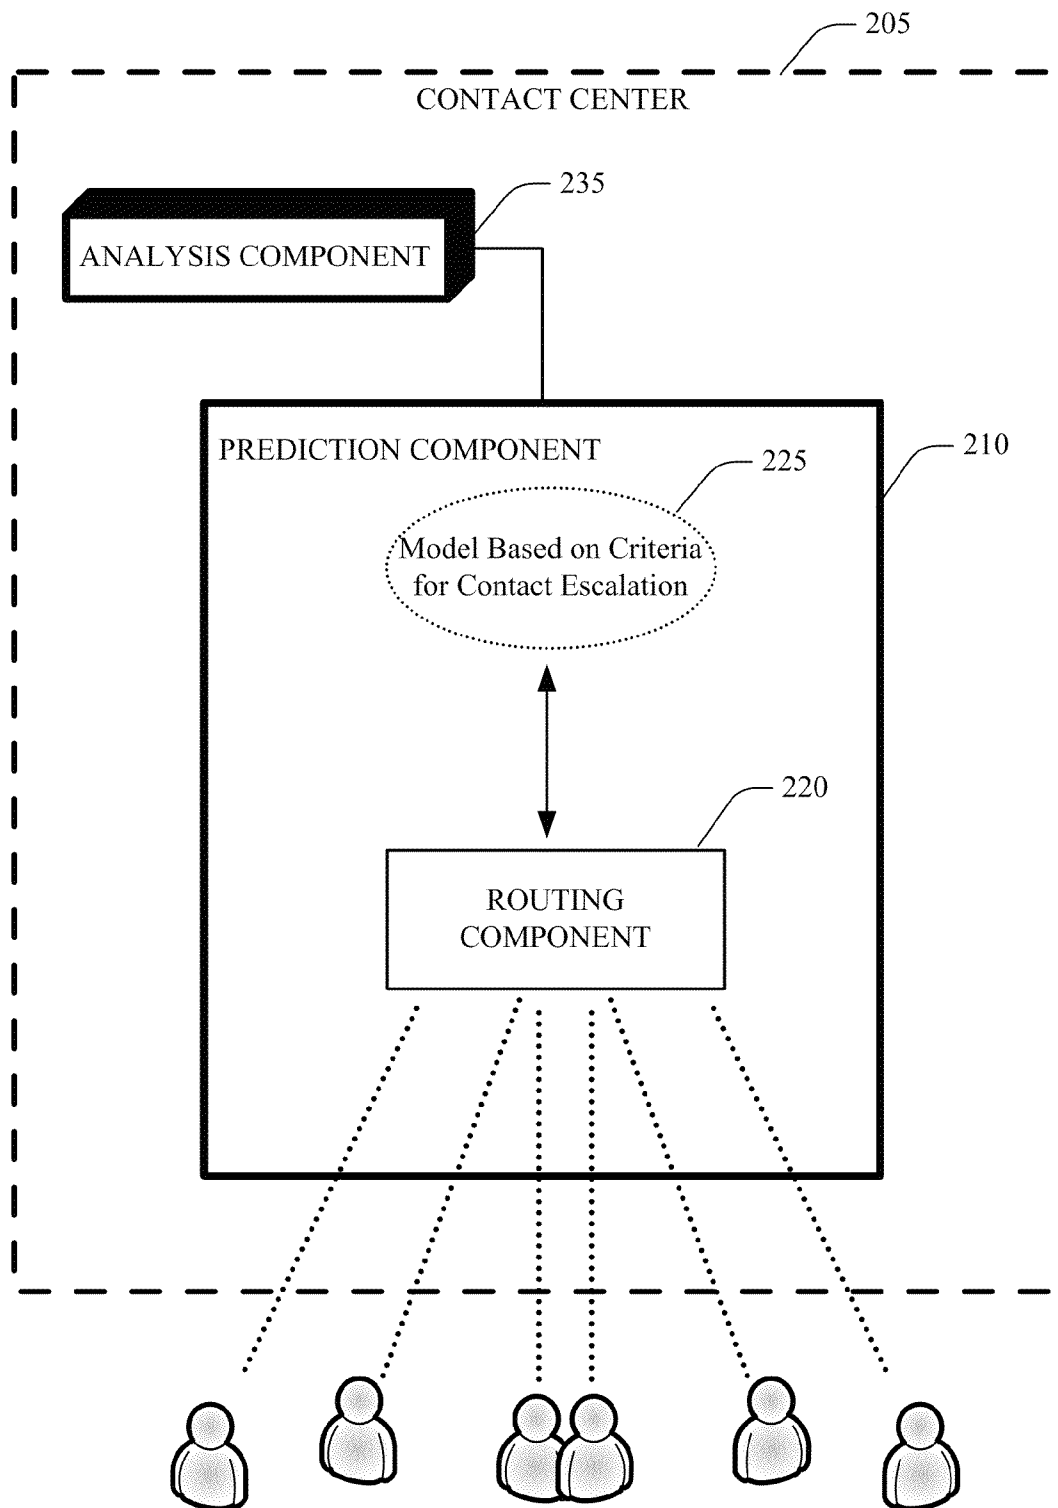 205
CONTACT CENTER
235
ANALYSIS COMPONENT
PREDICTION COMPONENT
210
225
Model Based on Criteria
for Contact Escalation
220
ROUTING
COMPONENT